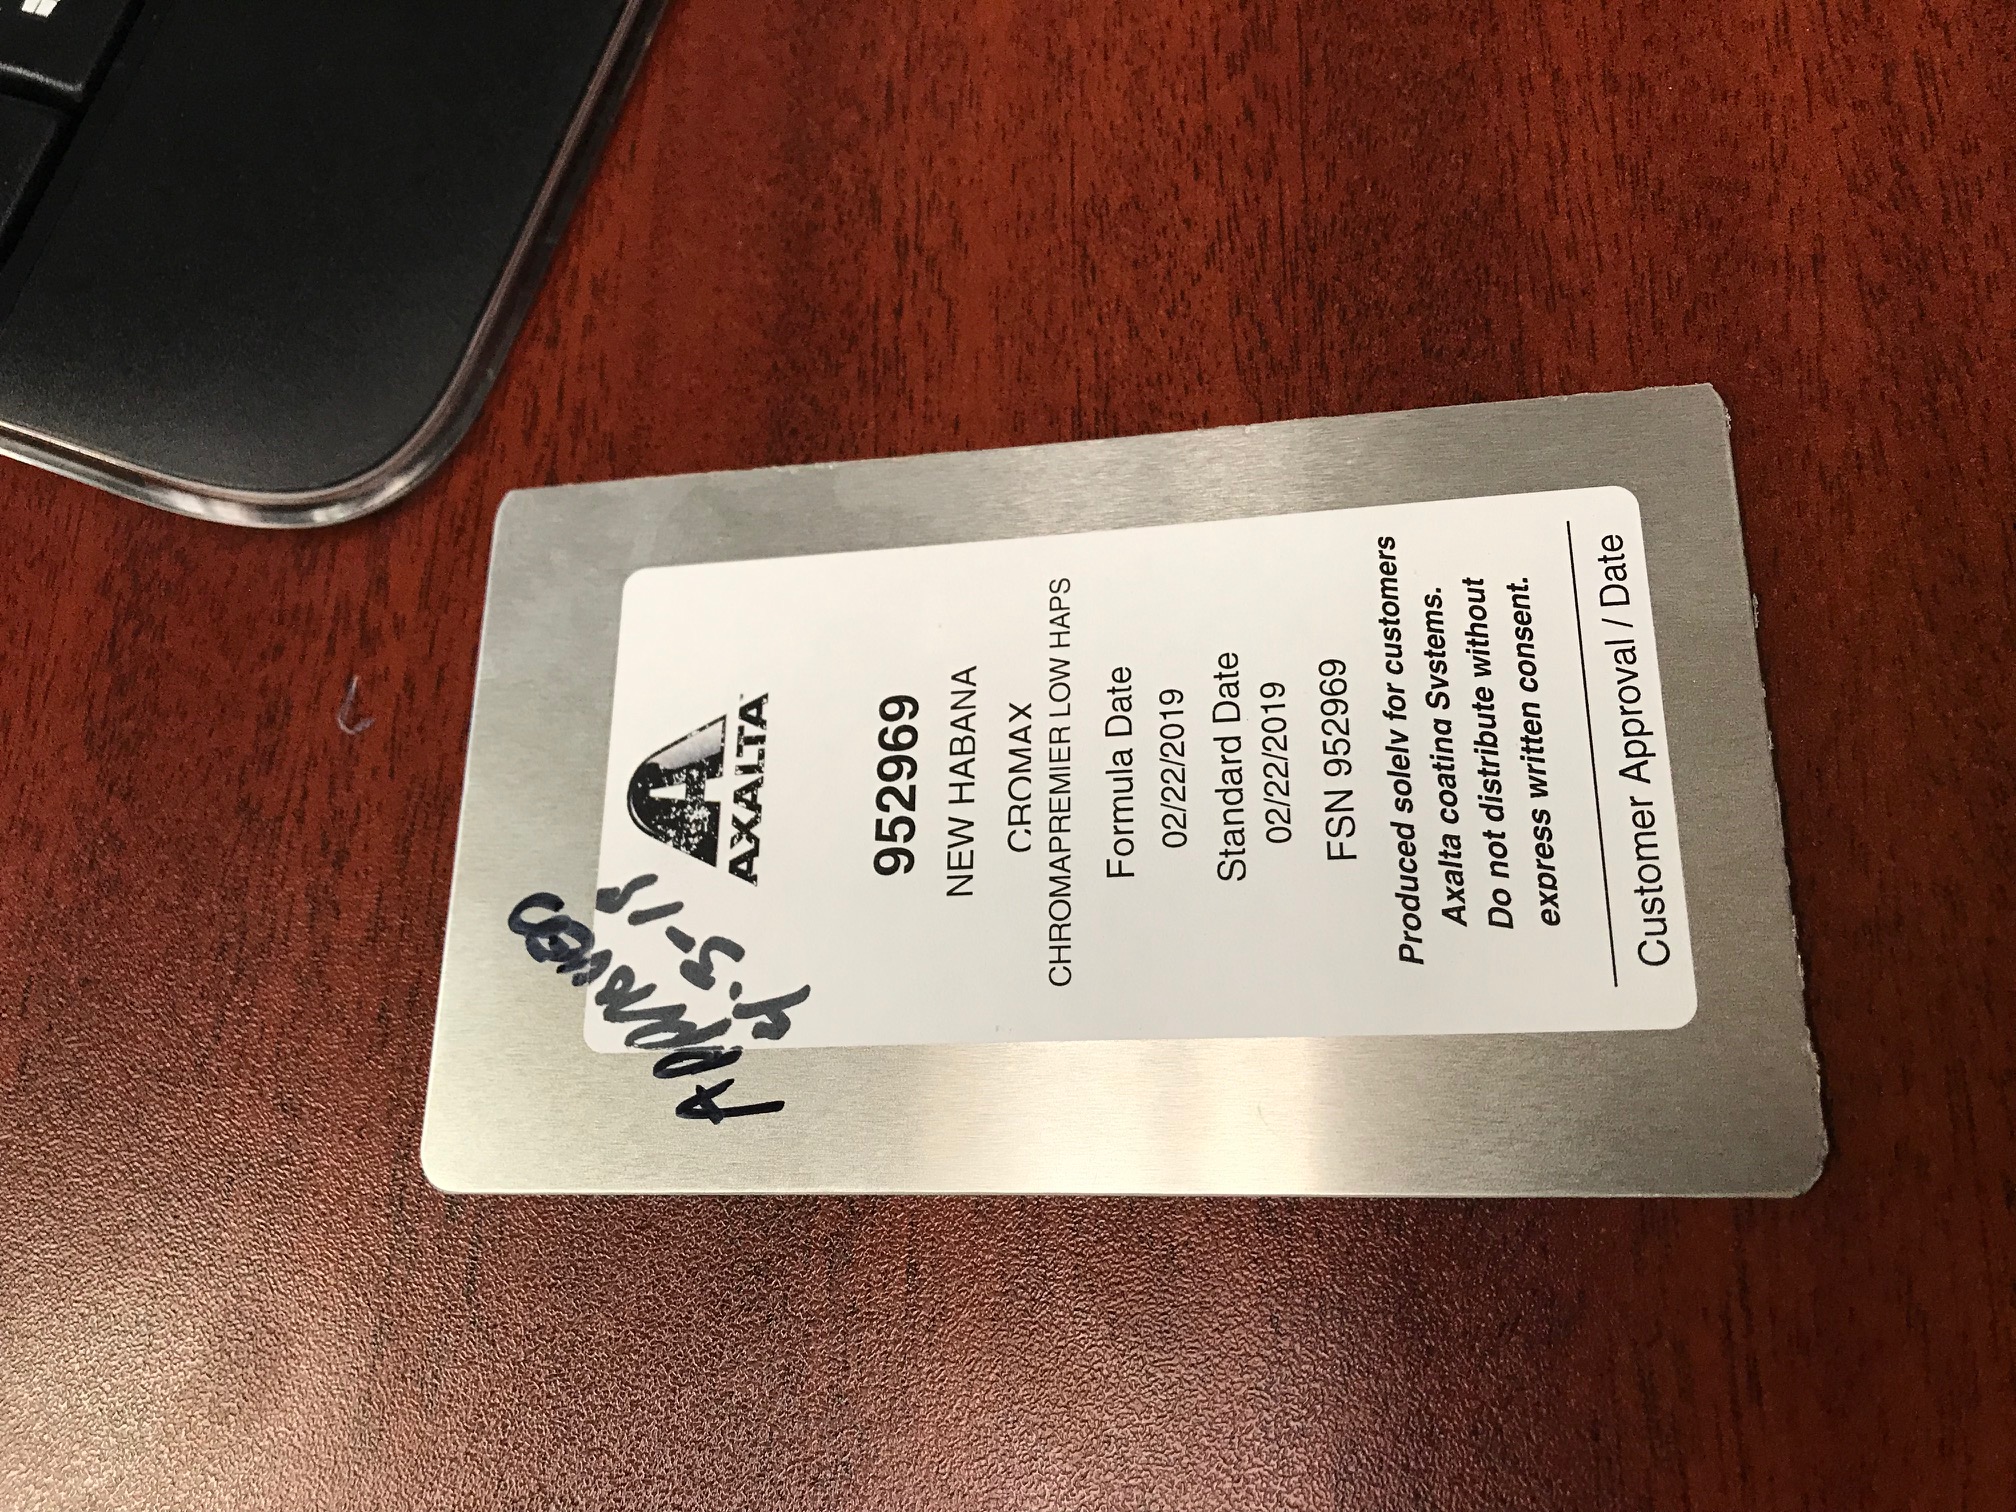 APPROVED
4-3-19
AXALTA
952969
NEW HABANA
CROMAX
CHROMAPREMIER LOW HAPS
Formula Date
02/22/2019
Standard Date
02/22/2019
FSN 952969
Produced solely for customers
Axalta coating Systems.
Do not distribute without
express written consent.
Customer Approval / Date